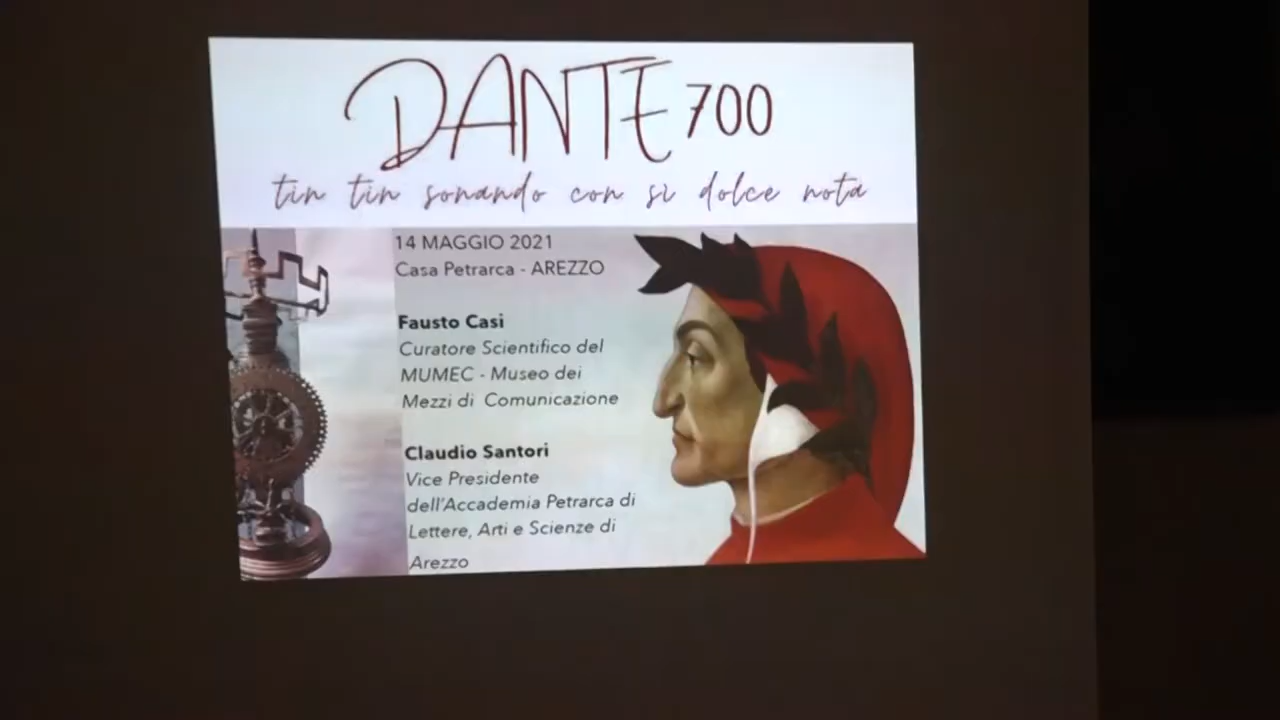 DANTE 700
tin tin sonando con sì dolce nota
14 MAGGIO 2021
Casa Petrarca - AREZZO
Fausto Casi
Curatore Scientifico del
MUMEC - Museo dei
Mezzi di Comunicazione
Claudio Santori
Vice Presidente
dell'Accademia Petrarca di
Lettere, Arti e Scienze di
Arezzo